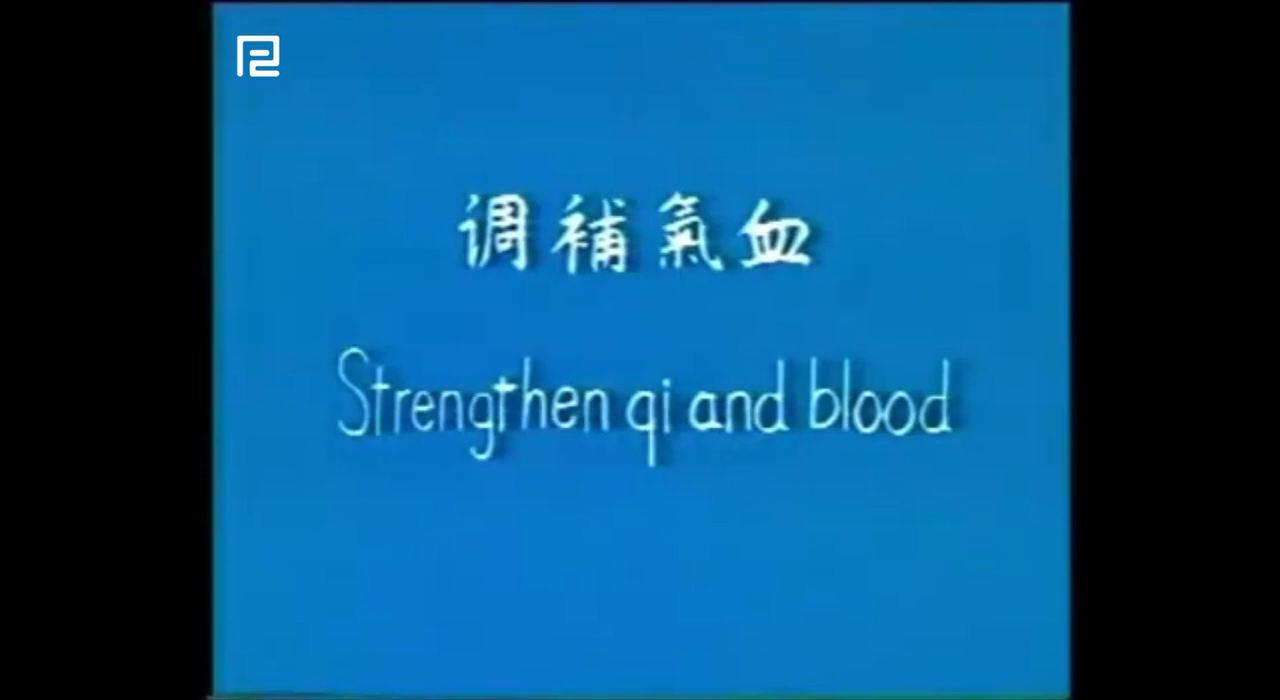 调補氣血
Strengthen qi and blood